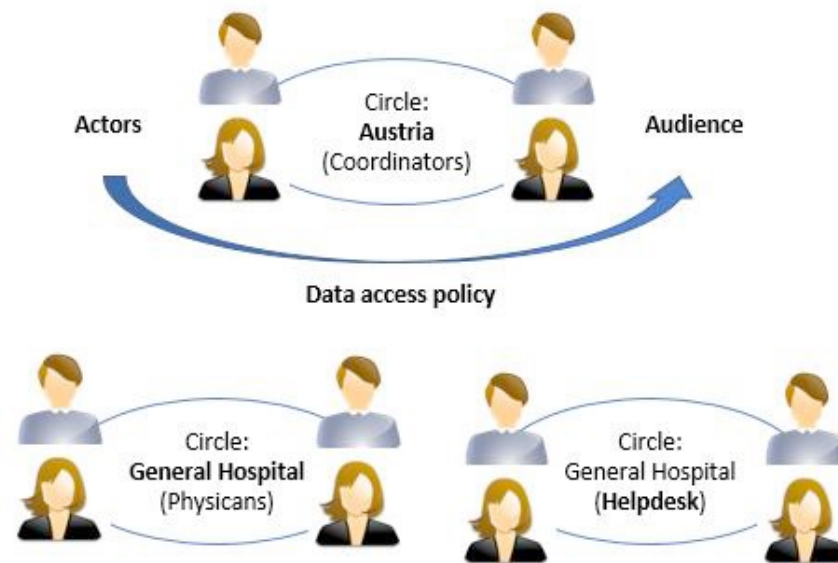 Circle:
Actors
Austria
Audience
(Coordinators)
Data access policy
Circle:
General Hospital
(Physicans)
Circle:
General Hospital
(Helpdesk)